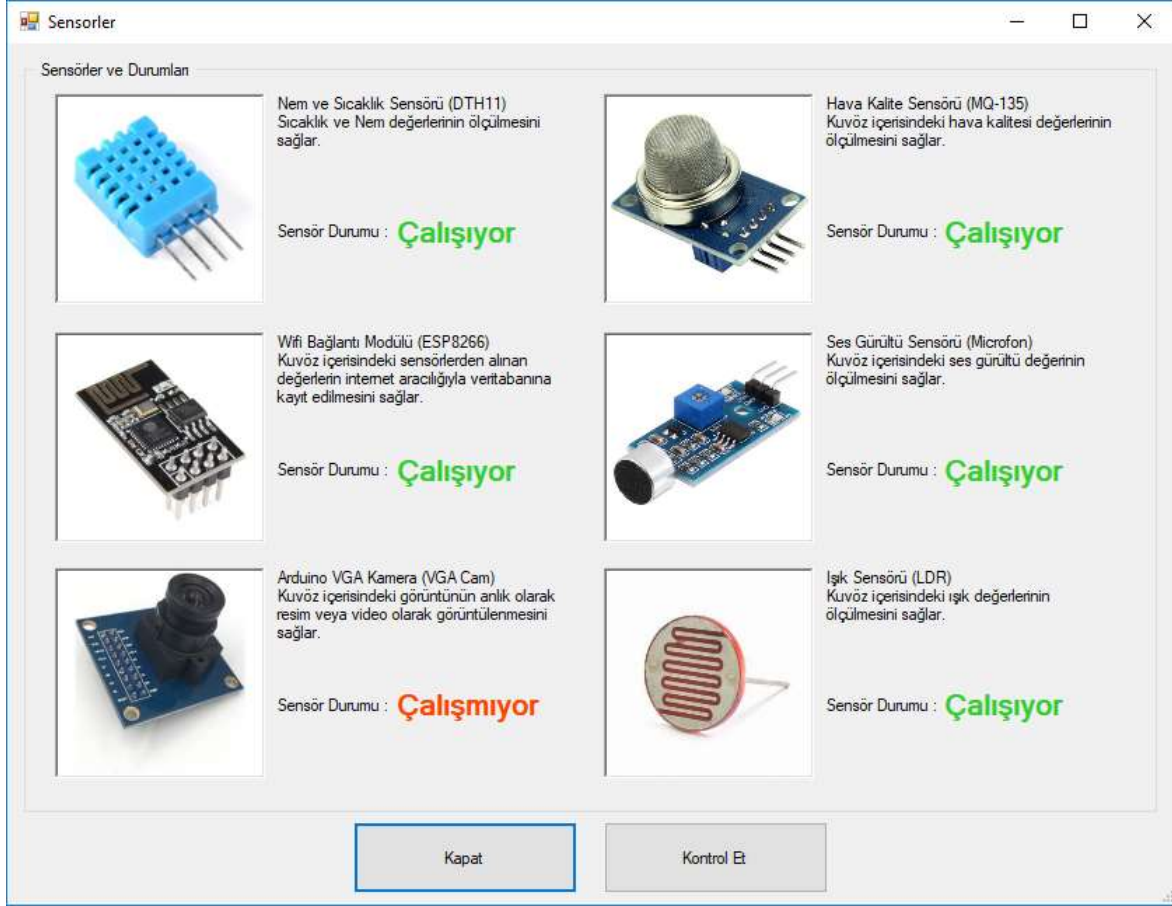 Sensorler
Sensörler ve Durumları
Nem ve Sıcaklık Sensörü (DTH11)
Sıcaklık ve Nem değerlerinin ölçülmesini
sağlar.
Sensör Durumu : Çalışıyor
Hava Kalite Sensörü (MQ-135)
Kuvöz içerisindeki hava kalitesi değerlerinin
ölçülmesini sağlar.
Sensör Durumu : Çalışıyor
Wifi Bağlantı Modülü (ESP8266)
Kuvöz içerisindeki sensörlerden alınan
değerlerin internet aracılığıyla veritabanına
kayıt edilmesini sağlar.
Sensör Durumu : Çalışıyor
Ses Gürültü Sensörü (Microfon)
Kuvöz içerisindeki ses gürültü değerinin
ölçülmesini sağlar.
Sensör Durumu : Çalışıyor
Arduino VGA Kamera (VGA Cam)
Kuvöz içerisindeki görüntünün anlık olarak
resim veya video olarak görüntülenmesini
sağlar.
Sensör Durumu : Çalışmıyor
Işık Sensörü (LDR)
Kuvöz içerisindeki ışık değerlerinin
ölçülmesini sağlar.
Sensör Durumu : Çalışıyor
Kapat
Kontrol Et